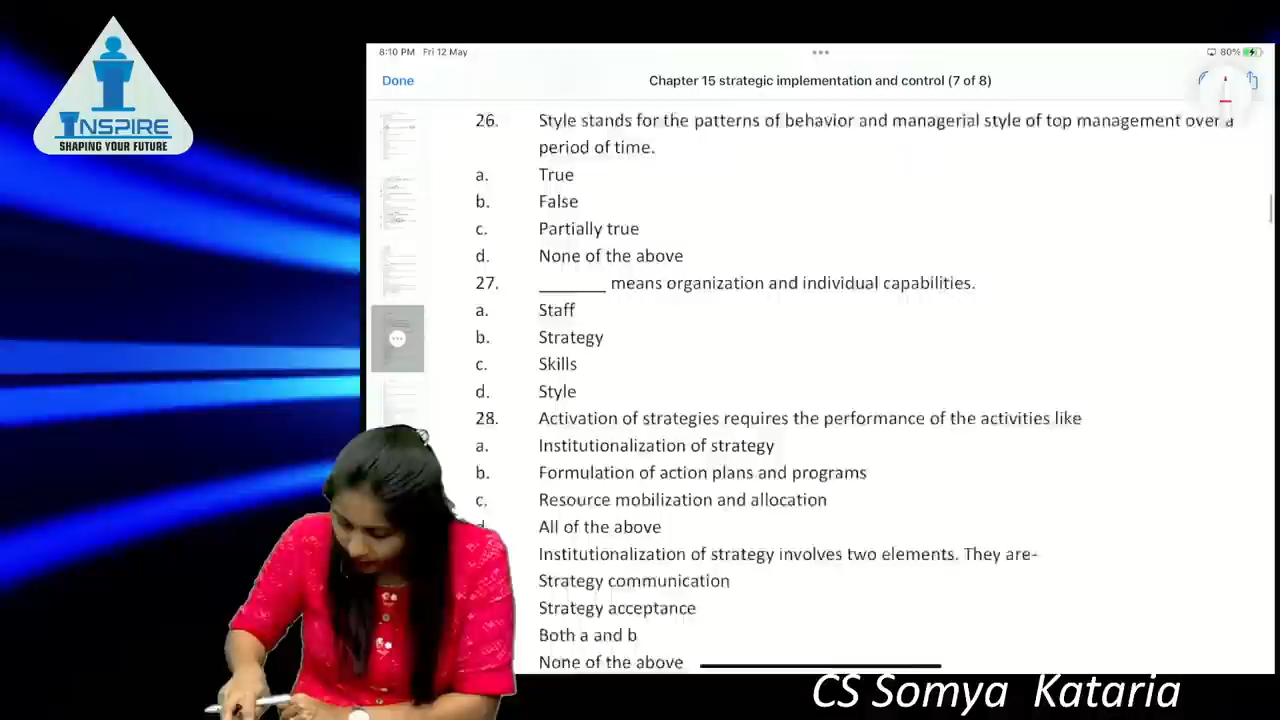 INSPIRE
SHAPING YOUR FUTURE
8:10 PM Fri 12 May
80%
Done
Chapter 15 strategic implementation and control (7 of 8)
26. Style stands for the patterns of behavior and managerial style of top management over a
period of time.
a. True
b. False
c. Partially true
d. None of the above
27. _______ means organization and individual capabilities.
a. Staff
b. Strategy
c. Skills
d. Style
28. Activation of strategies requires the performance of the activities like
a. Institutionalization of strategy
b. Formulation of action plans and programs
c. Resource mobilization and allocation
d. All of the above
Institutionalization of strategy involves two elements. They are-
Strategy communication
Strategy acceptance
Both a and b
None of the above
CS Somya Kataria